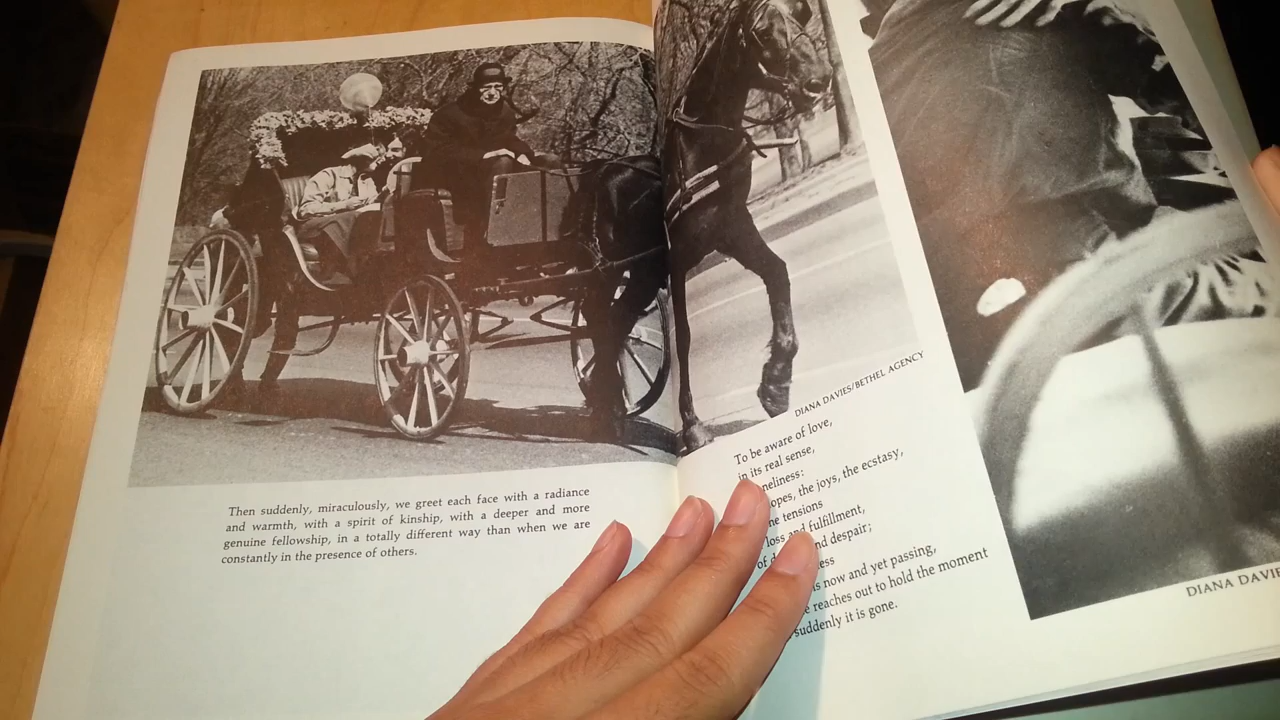 Then suddenly, miraculously, we greet each face with a radiance
and warmth, with a spirit of kinship, with a deeper and more
genuine fellowship, in a totally different way than when we are
constantly in the presence of others.
DIANA DAVIES/BETHEL AGENCY
To be aware of love,
in its real sense,
the joys, the ecstasy,
tensions
loss and fulfillment,
of and despair;
is now and yet passing,
reaches out to hold the moment
suddenly it is gone.
DIANA